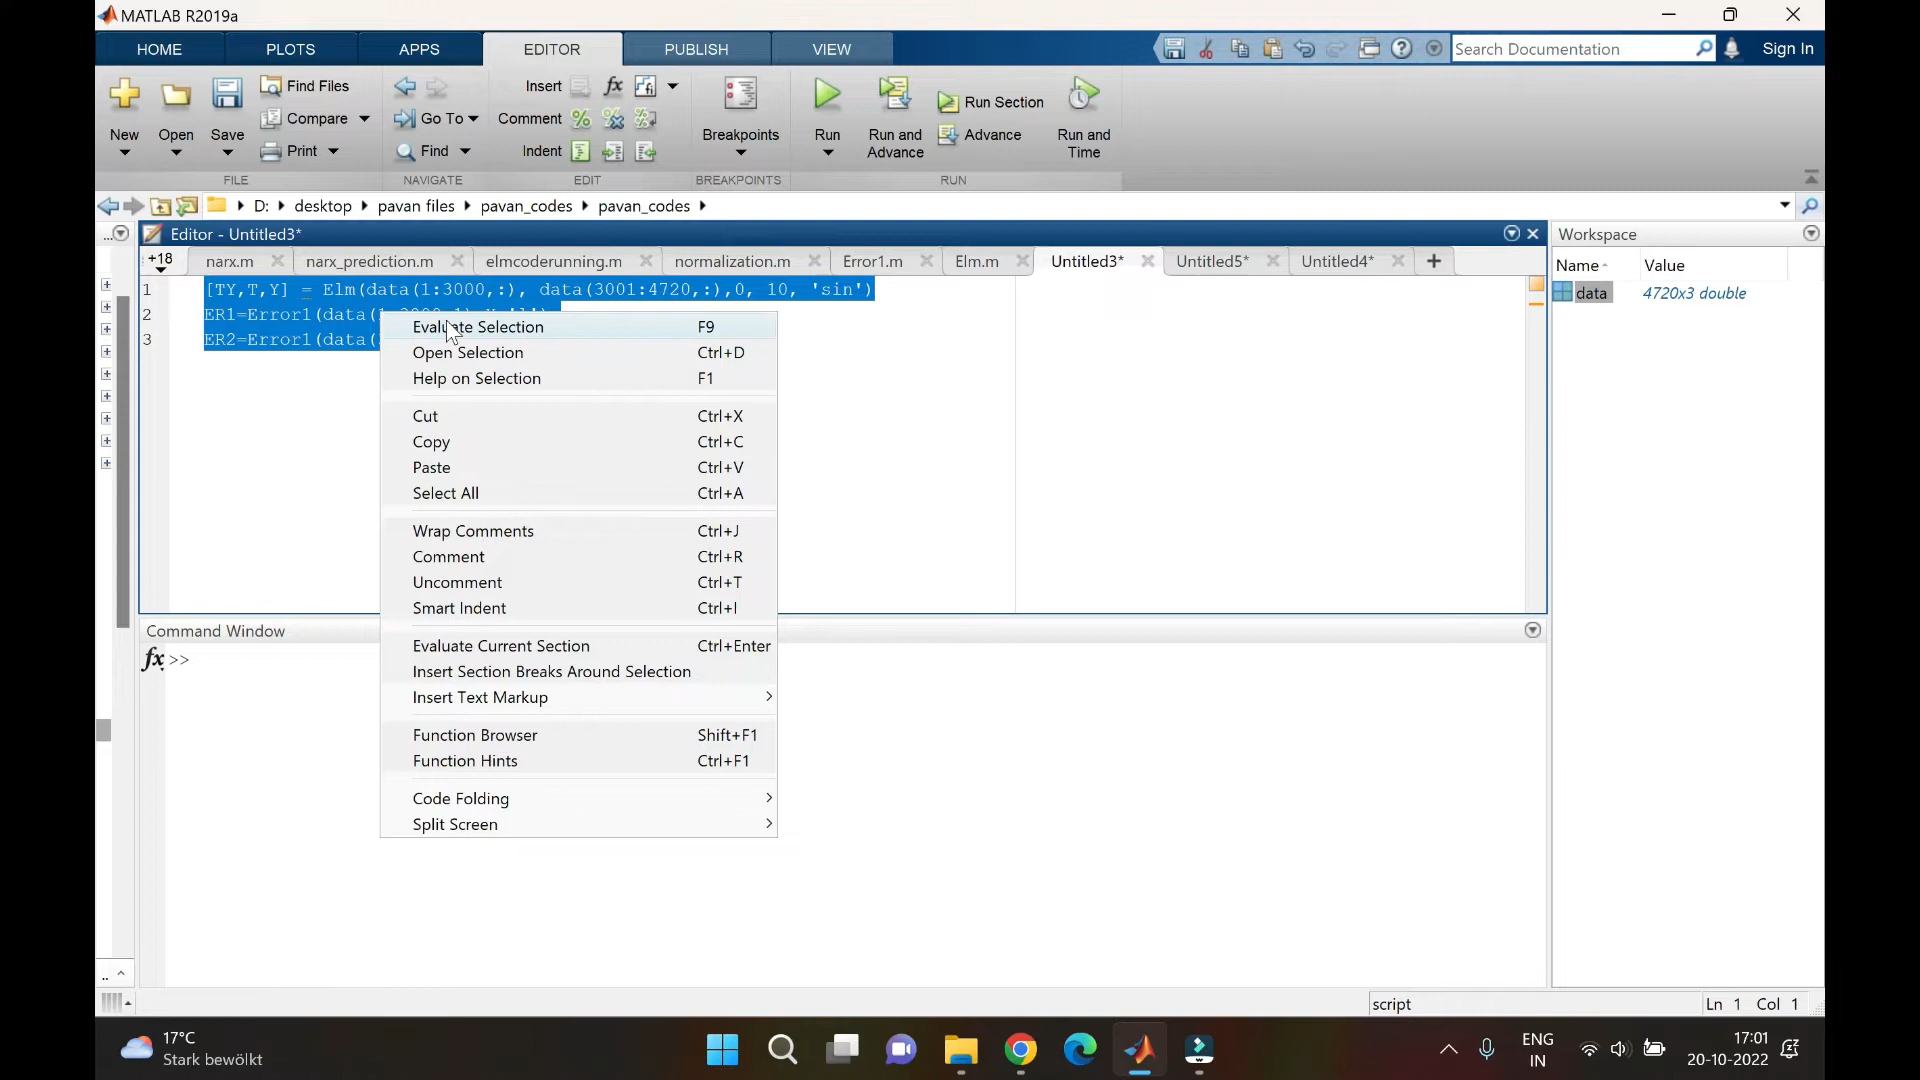 MATLAB R2019a
HOME PLOTS APPS EDITOR PUBLISH VIEW
Search Documentation
Sign In
New
Open
Save
Find Files
Compare
Print
FILE
Go To
Find
NAVIGATE
Insert
Comment
Indent
EDIT
Breakpoints
BREAKPOINTS
Run
Run and
Advance
Run Section
Advance
Run and
Time
RUN
D: desktop pavan files pavan_codes pavan_codes
Editor - Untitled3*
+18 narx.m narx_prediction.m elmcoderunning.m normalization.m Error1.m Elm.m Untitled3* Untitled5* Untitled4*
1 [TY,T,Y] = Elm(data(1:3000,:), data(3001:4720,:),0, 10, 'sin')
2 ER1=Error1(data(
3 ER2=Error1(data(
Evaluate Selection F9
Open Selection Ctrl+D
Help on Selection F1
Cut Ctrl+X
Copy Ctrl+C
Paste Ctrl+V
Select All Ctrl+A
Wrap Comments Ctrl+J
Comment Ctrl+R
Uncomment Ctrl+T
Smart Indent Ctrl+I
Evaluate Current Section Ctrl+Enter
Insert Section Breaks Around Selection
Insert Text Markup
Function Browser Shift+F1
Function Hints Ctrl+F1
Code Folding
Split Screen
Workspace
Name Value
data 4720x3 double
Command Window
fx >>
script
Ln 1 Col 1
17°C
Stark bewölkt
ENG
IN
17:01
20-10-2022